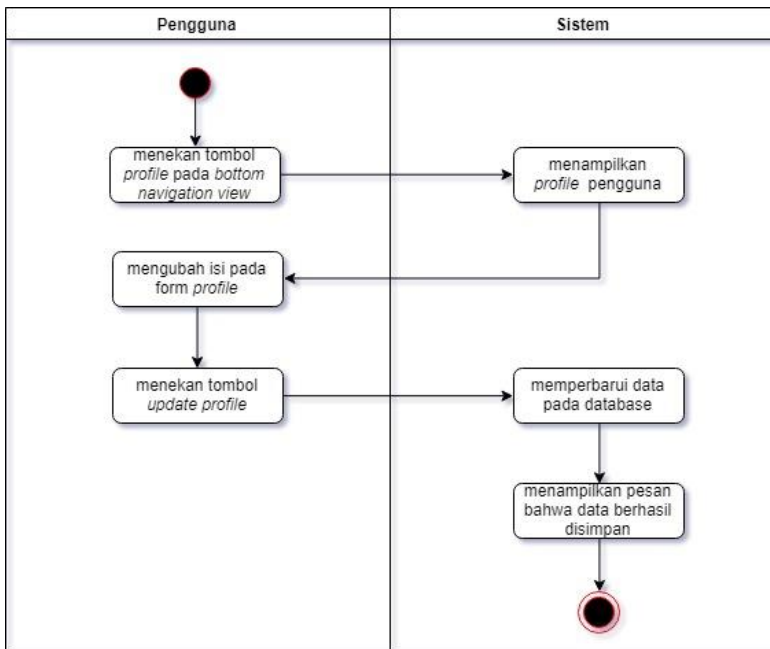 Pengguna
Sistem
menekan tombol
profile pada bottom
navigation view
menampilkan
profile pengguna
mengubah isi pada
form profile
menekan tombol
update profile
memperbarui data
pada database
menampilkan pesan
bahwa data berhasil
disimpan